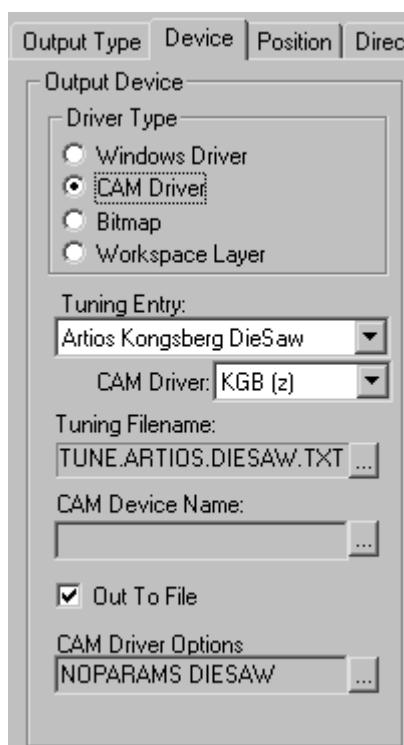 Output Type Device Position Direc
Output Device
Driver Type
Windows Driver
CAM Driver
Bitmap
Workspace Layer
Tuning Entry:
Artios Kongsberg DieSaw
CAM Driver: KGB (z)
Tuning Filename:
TUNE.ARTIOS.DIESAW.TXT ...
CAM Device Name:
...
Out To File
CAM Driver Options
NOPARAMS DIESAW ...